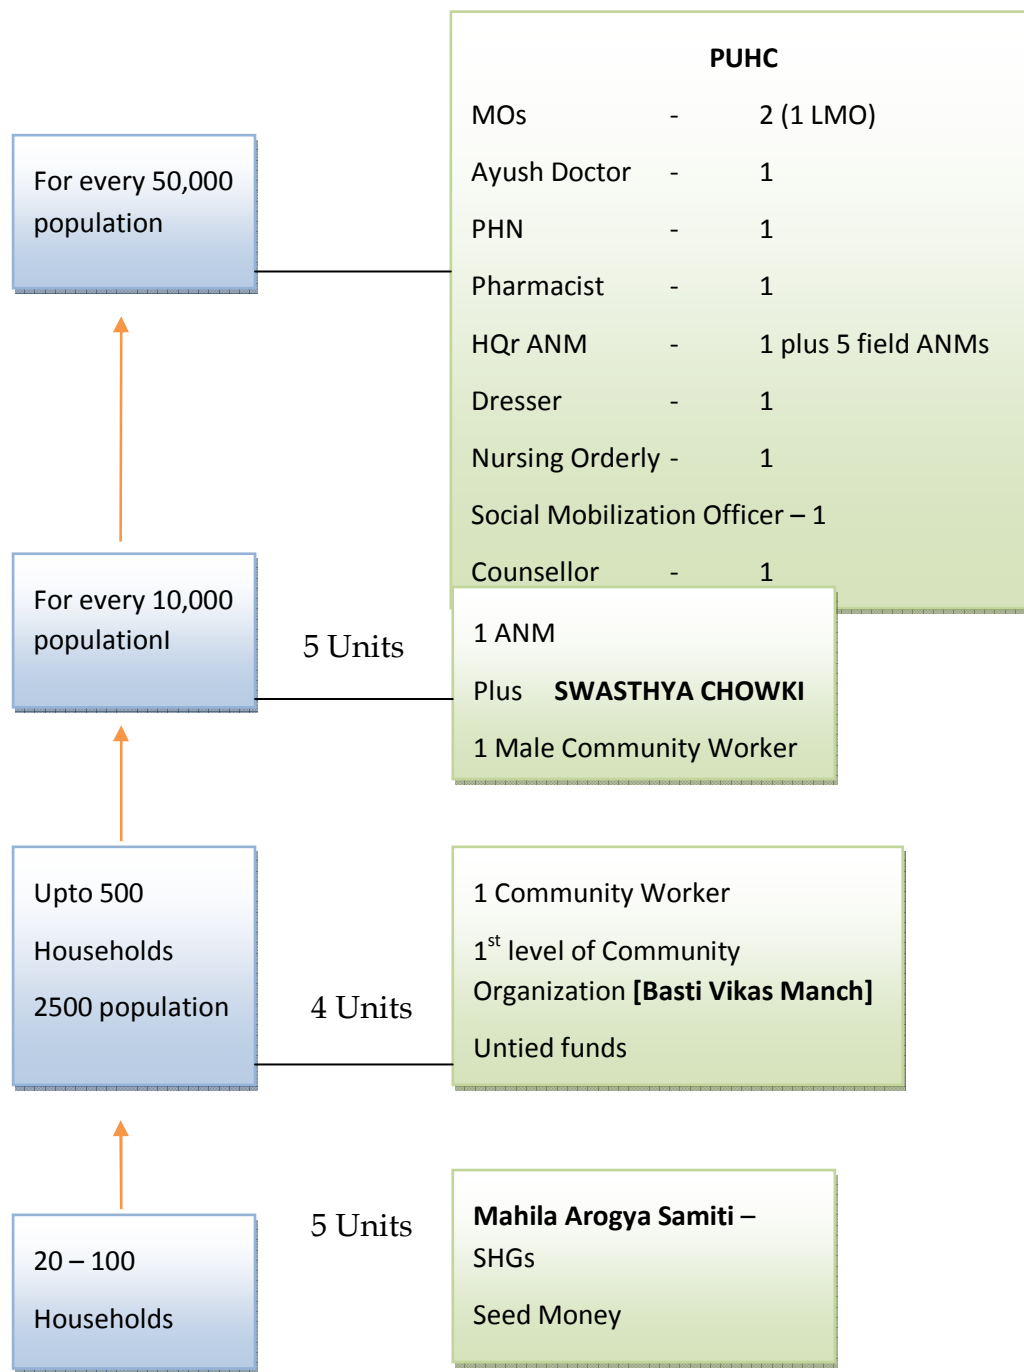 PUHC
MOs - 2 (1 LMO)
Ayush Doctor - 1
PHN - 1
Pharmacist - 1
HQr ANM - 1 plus 5 field ANMs
Dresser - 1
Nursing Orderly - 1
Social Mobilization Officer – 1
Counsellor - 1
For every 50,000
population
For every 10,000
populationl
5 Units
1 ANM
Plus SWASTHYA CHOWKI
1 Male Community Worker
Upto 500
Households
2500 population
4 Units
1 Community Worker
1st level of Community
Organization [Basti Vikas Manch]
Untied funds
20 – 100
Households
5 Units
Mahila Arogya Samiti –
SHGs
Seed Money